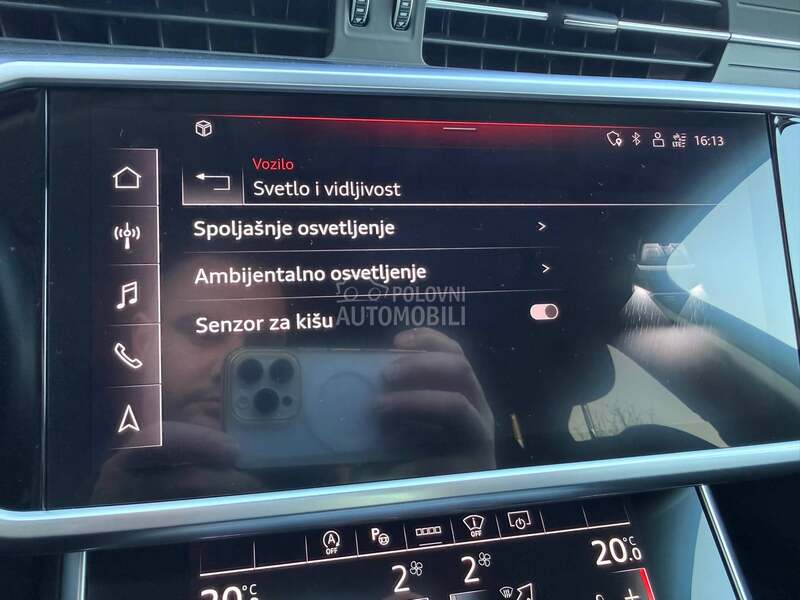 16:13
Vozilo
Svetlo i vidljivost
Spoljašnje osvetljenje
Ambijentalno osvetljenje
POLOVNI
AUTOMOBILI
Senzor za kišu
A
OFF
P
OFF
2
2
20.0 °C
20 °C